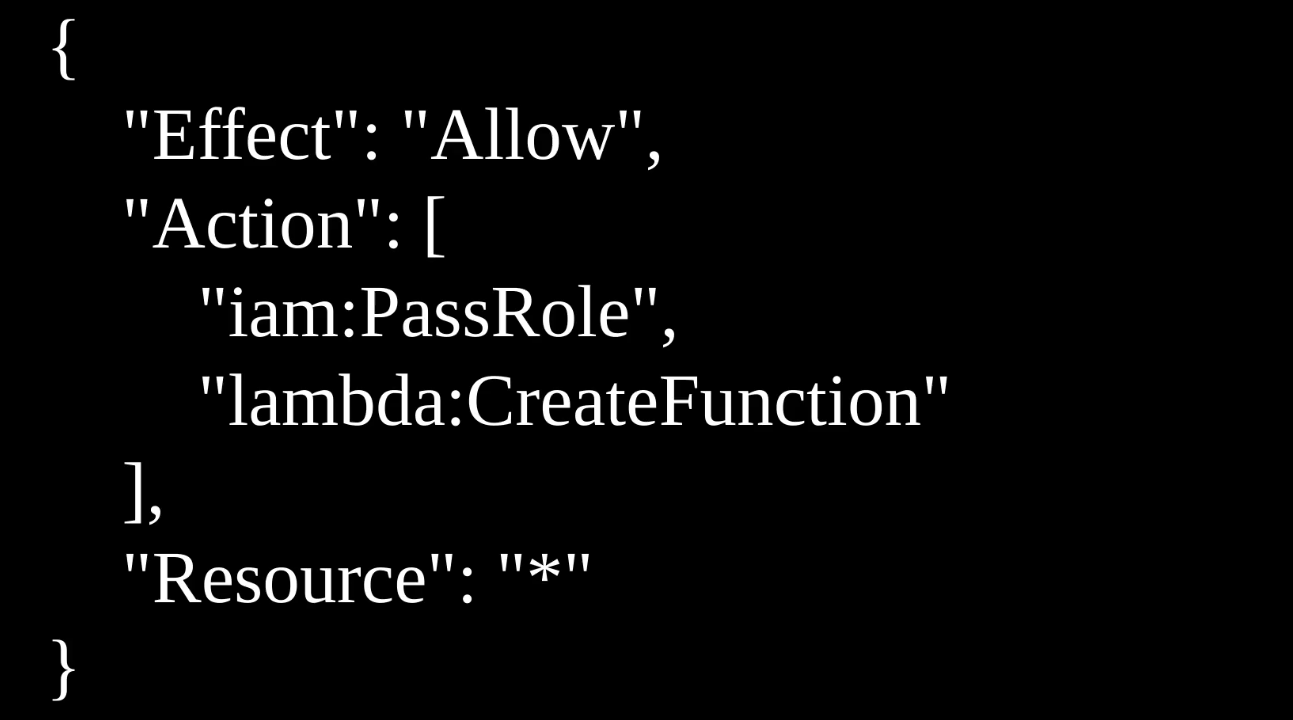 {
    "Effect": "Allow",
    "Action": [
        "iam:PassRole",
        "lambda:CreateFunction"
    ],
    "Resource": "*"
}